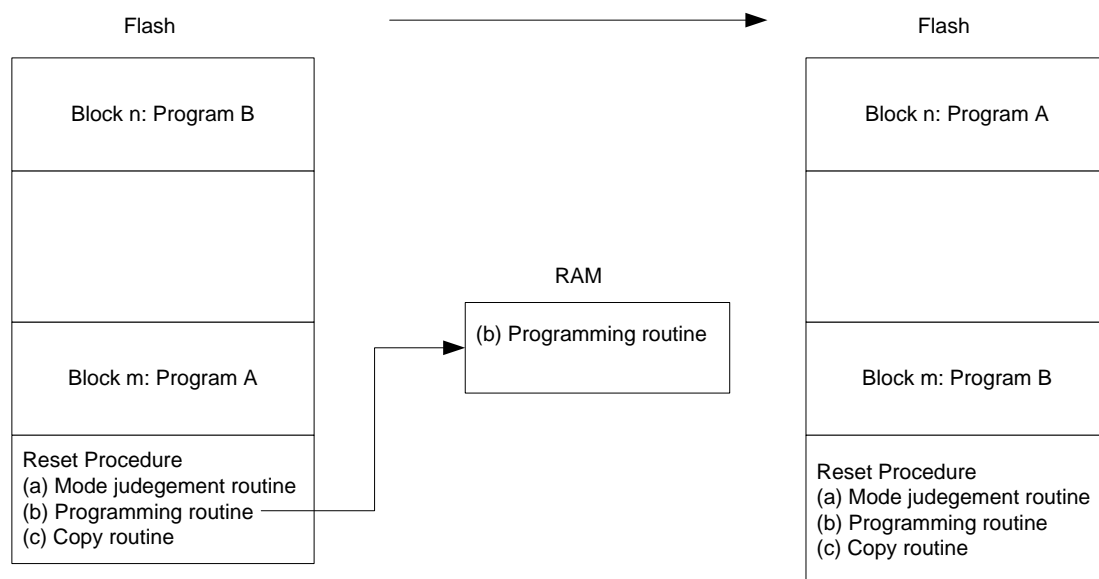 Flash
Block n: Program B
Block m: Program A
Reset Procedure
(a) Mode judegement routine
(b) Programming routine
(c) Copy routine
RAM
(b) Programming routine
Flash
Block n: Program A
Block m: Program B
Reset Procedure
(a) Mode judegement routine
(b) Programming routine
(c) Copy routine